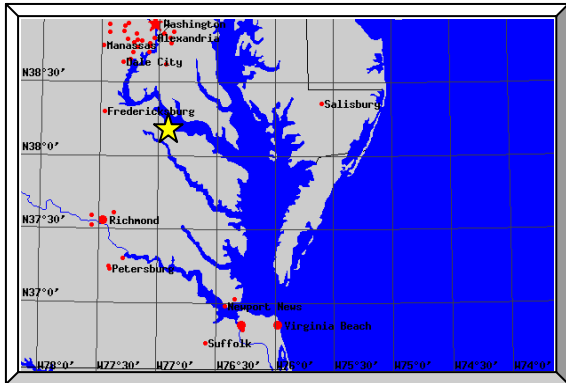 Washington
Alexandria
Manassas
Dale City
N38°30'
Salisbury
Fredericksburg
N38°0'
N37°30'
Richmond
Petersburg
N37°0'
Newport News
Virginia Beach
Suffolk
W78°0' W77°30' W77°0' W76°30' W76°0' W75°30' W75°0' W74°30' W74°0'